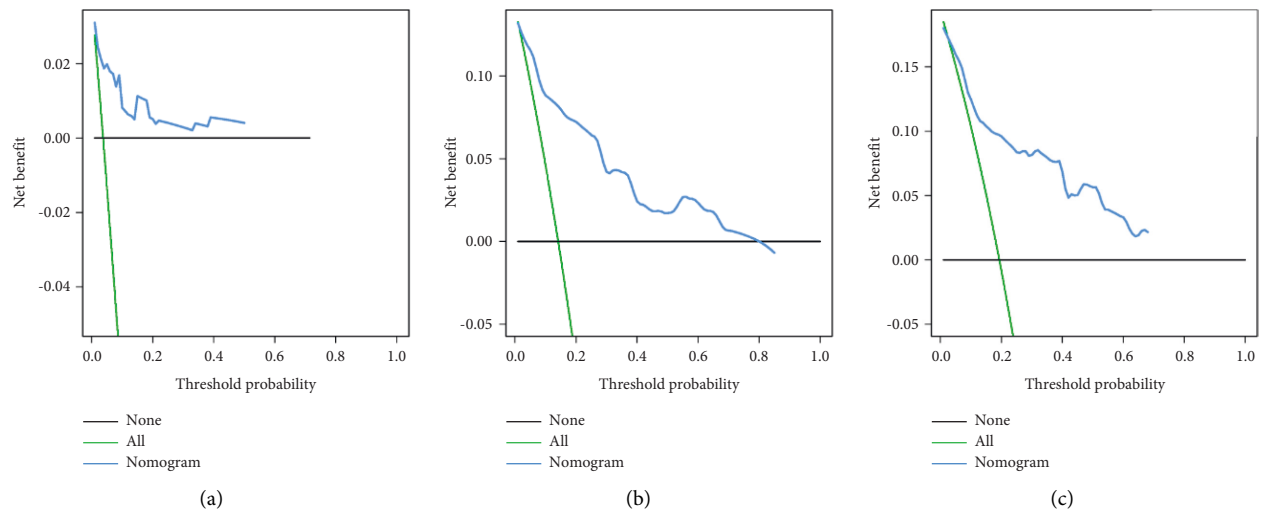 0.02
0.00
-0.02
-0.04
Net benefit
0.0 0.2 0.4 0.6 0.8 1.0
Threshold probability
None
All
Nomogram
(a)
0.10
0.05
0.00
-0.05
Net benefit
0.0 0.2 0.4 0.6 0.8 1.0
Threshold probability
None
All
Nomogram
(b)
0.15
0.10
0.05
0.00
-0.05
Net benefit
0.0 0.2 0.4 0.6 0.8 1.0
Threshold probability
None
All
Nomogram
(c)